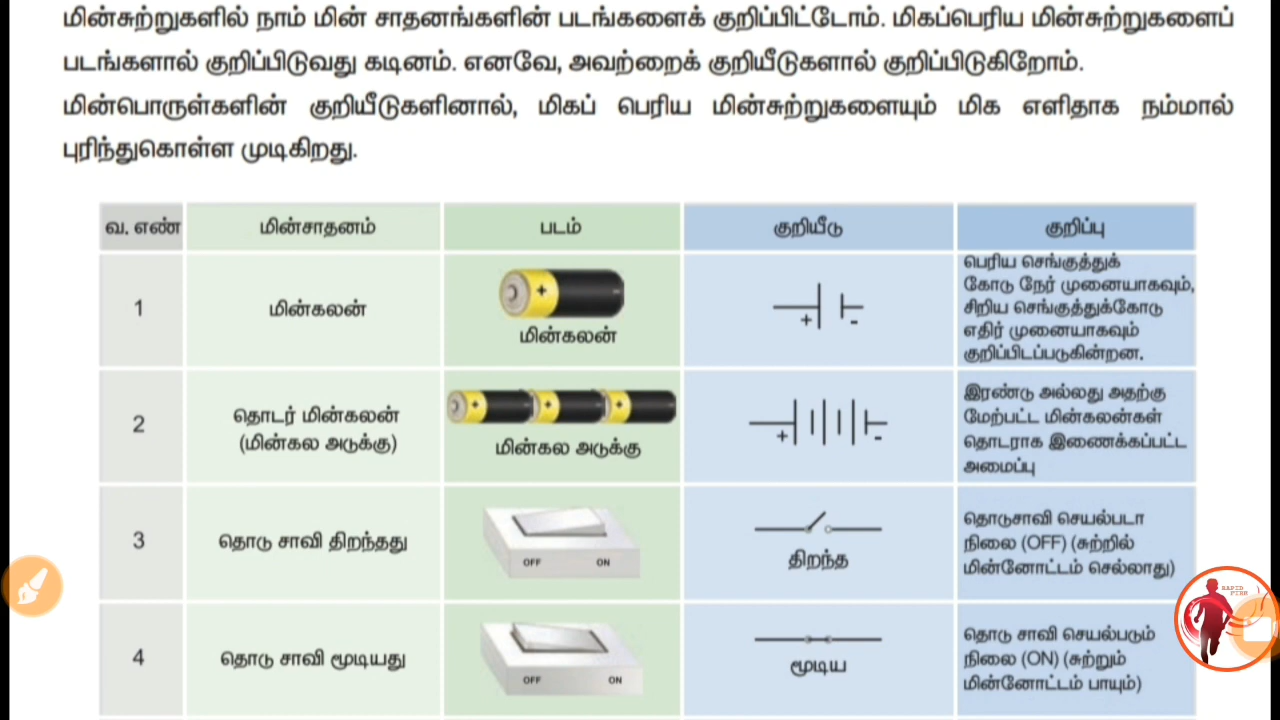 மின்சுற்றுகளில் நாம் மின் சாதனங்களின் படங்களைக் குறிப்பிட்டோம். மிகப்பெரிய மின்சுற்றுகளைப்
படங்களால் குறிப்பிடுவது கடினம். எனவே, அவற்றைக் குறியீடுகளால் குறிப்பிடுகிறோம்.
மின்பொருள்களின் குறியீடுகளினால், மிகப் பெரிய மின்சுற்றுகளையும் மிக எளிதாக நம்மால்
புரிந்துகொள்ள முடிகிறது.
வ. எண் மின்சாதனம் படம் குறியீடு குறிப்பு
1 மின்கலன்
+
மின்கலன்
+ -
பெரிய செங்குத்துக்
கோடு நேர் முனையாகவும்,
சிறிய செங்குத்துக்கோடு
எதிர் முனையாகவும்
குறிப்பிடப்படுகின்றன.
2 தொடர் மின்கலன்
(மின்கல அடுக்கு)
+ + +
மின்கல அடுக்கு
+ -
இரண்டு அல்லது அதற்கு
மேற்பட்ட மின்கலன்கள்
தொடராக இணைக்கப்பட்ட
அமைப்பு
3 தொடு சாவி திறந்தது
OFF ON
திறந்த
தொடுசாவி செயல்படா
நிலை (OFF) (சுற்றில்
மின்னோட்டம் செல்லாது)
4 தொடு சாவி மூடியது
OFF ON
மூடிய
தொடு சாவி செயல்படும்
நிலை (ON) (சுற்றும்
மின்னோட்டம் பாயும்)
RAPID
FIRE